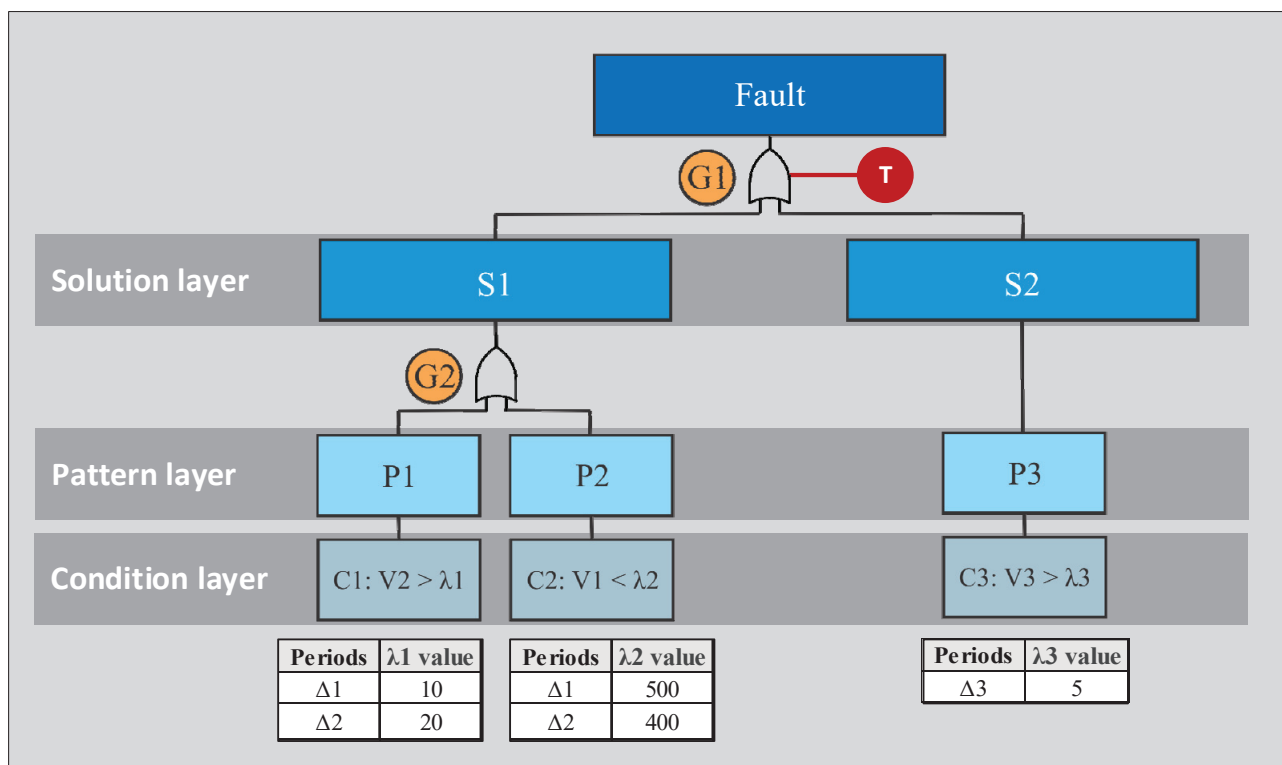 Fault
G1
T
Solution layer
S1
S2
G2
Pattern layer
P1
P2
P3
Condition layer
C1: V2 > λ1
C2: V1 < λ2
C3: V3 > λ3
Periods λ1 value
Δ1 10
Δ2 20
Periods λ2 value
Δ1 500
Δ2 400
Periods λ3 value
Δ3 5